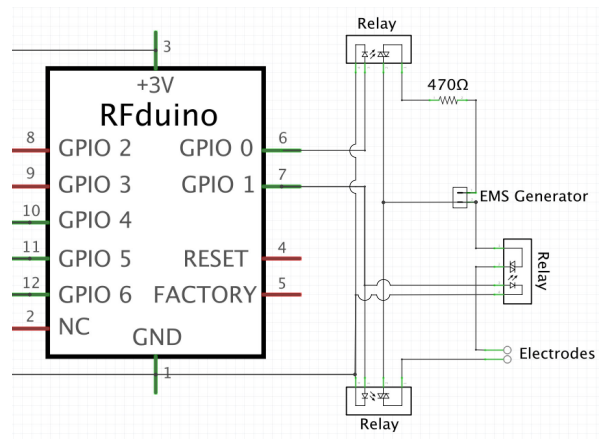 Relay
3
+3V
470Ω
RFduino
8
GPIO 2
GPIO 0
6
9
GPIO 3
GPIO 1
7
EMS Generator
10
GPIO 4
11
GPIO 5
RESET
4
Relay
12
GPIO 6
FACTORY
5
2
NC
GND
Electrodes
1
Relay